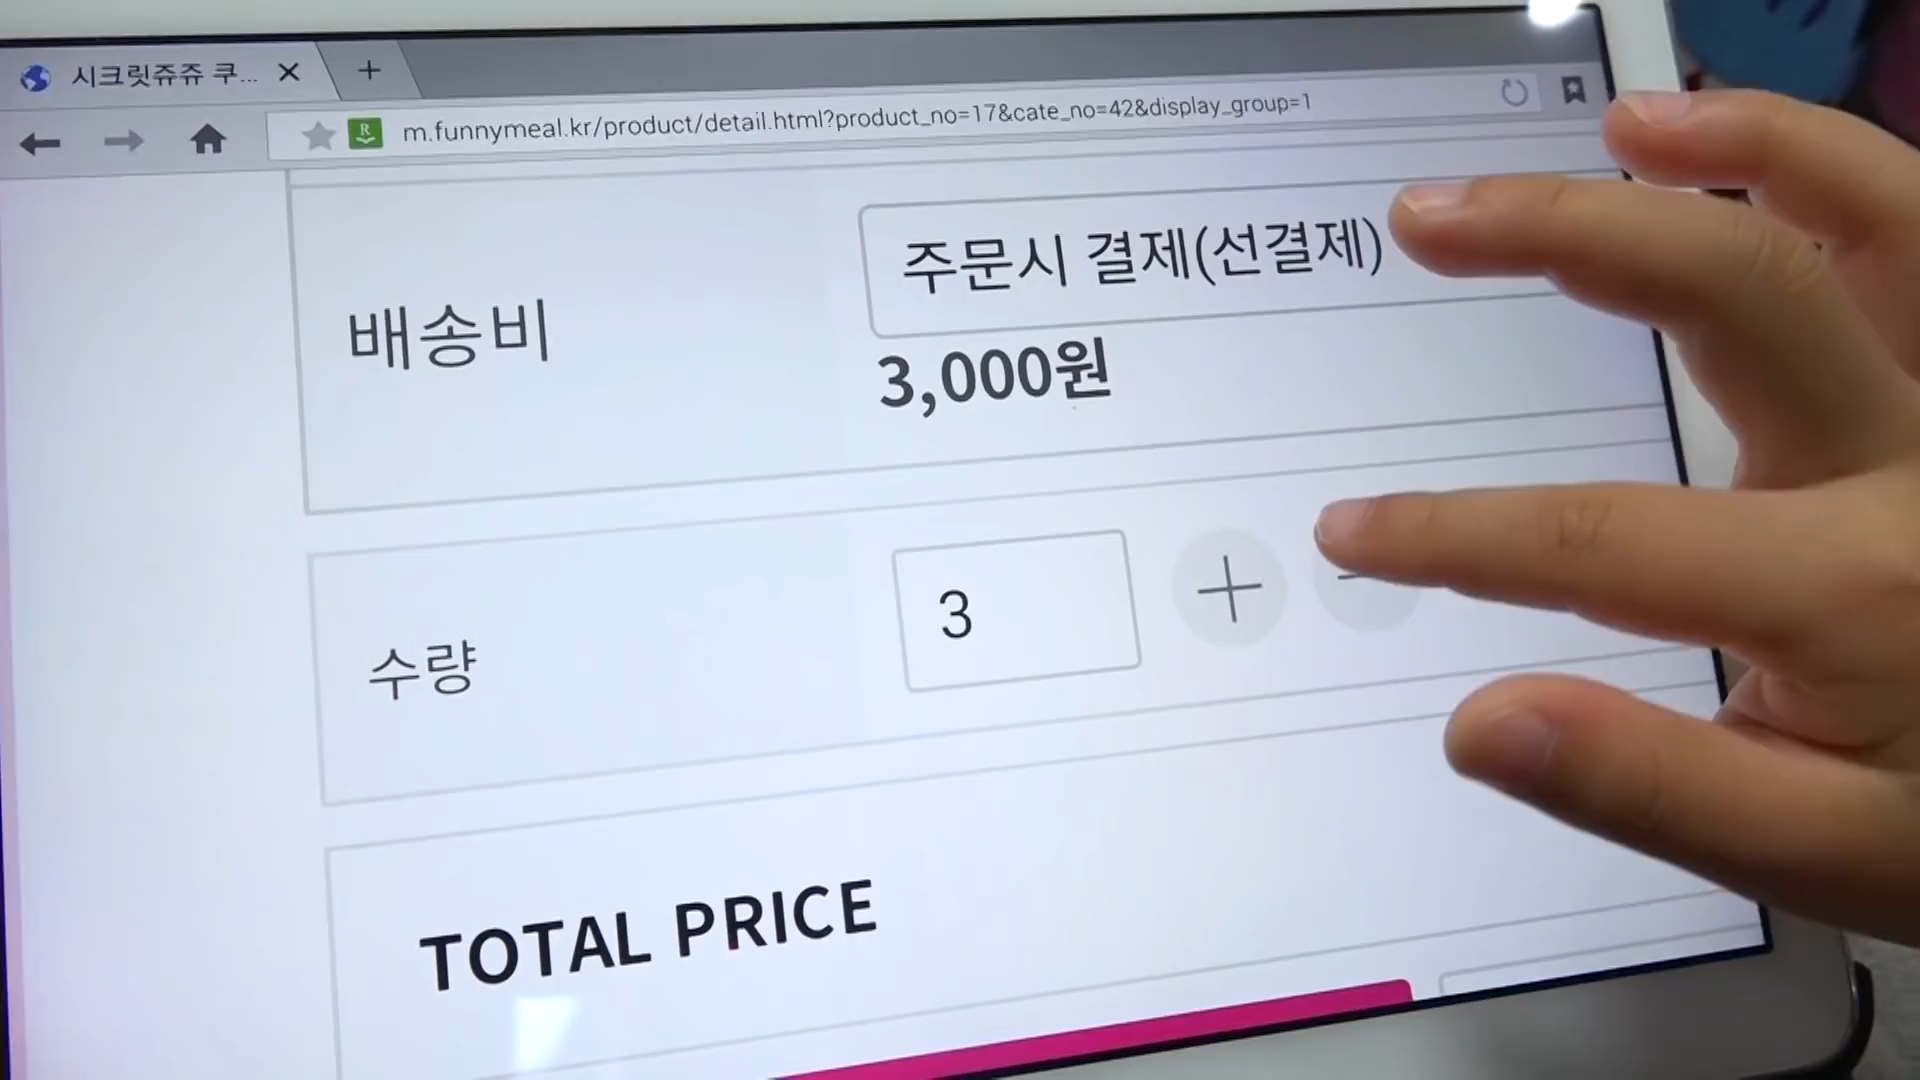 시크릿쥬쥬 쿠...
m.funnymeal.kr/product/detail.html?product_no=17&cate_no=42&display_group=1
배송비
주문시 결제(선결제)
3,000원
수량
3
TOTAL PRICE